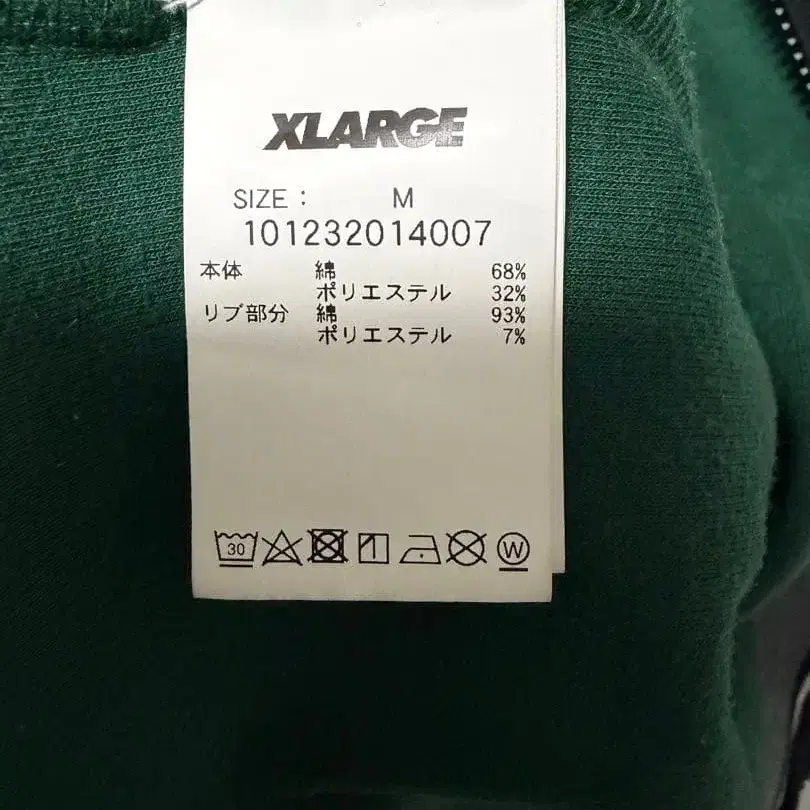 XLARGE
SIZE : M
101232014007
本体 綿 68%
ポリエステル 32%
リブ部分 綿 93%
ポリエステル 7%
30 W